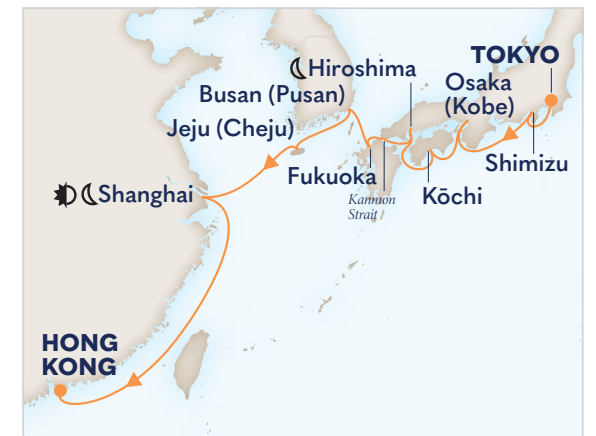 TOKYO
Hiroshima
Osaka
(Kobe)
Busan (Pusan)
Jeju (Cheju)
Shimizu
Fukuoka
Kōchi
Kanmon
Strait
Shanghai
HONG
KONG